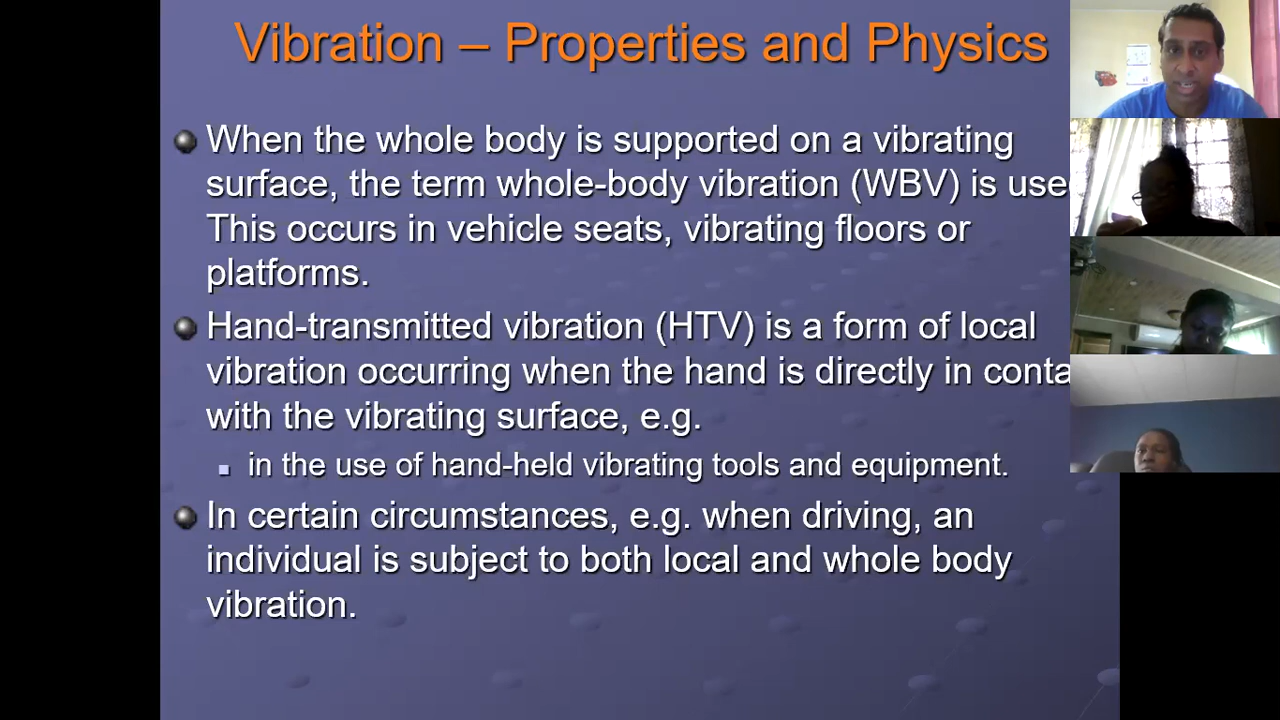 Vibration – Properties and Physics
When the whole body is supported on a vibrating
surface, the term whole-body vibration (WBV) is
This occurs in vehicle seats, vibrating floors or
platforms.
Hand-transmitted vibration (HTV) is a form of local
vibration occurring when the hand is directly in
with the vibrating surface, e.g.
in the use of hand-held vibrating tools and equipment.
In certain circumstances, e.g. when driving, an
individual is subject to both local and whole body
vibration.